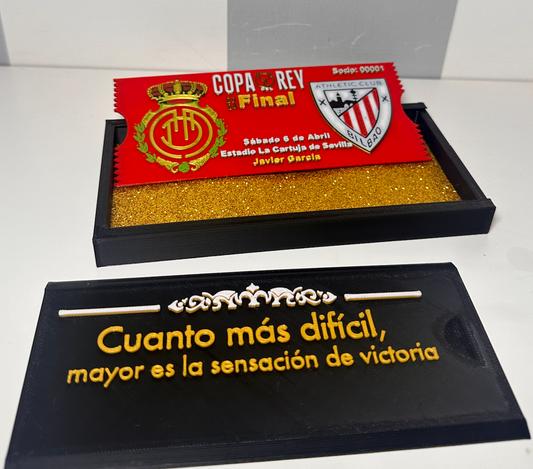 COPA REY
Socio: 00001
Final
ATHLETIC CLUB
BILBAO
Sábado 6 de Abril
Estadio La Cartuja de Sevilla
Javier García
Cuanto más difícil,
mayor es la sensación de victoria